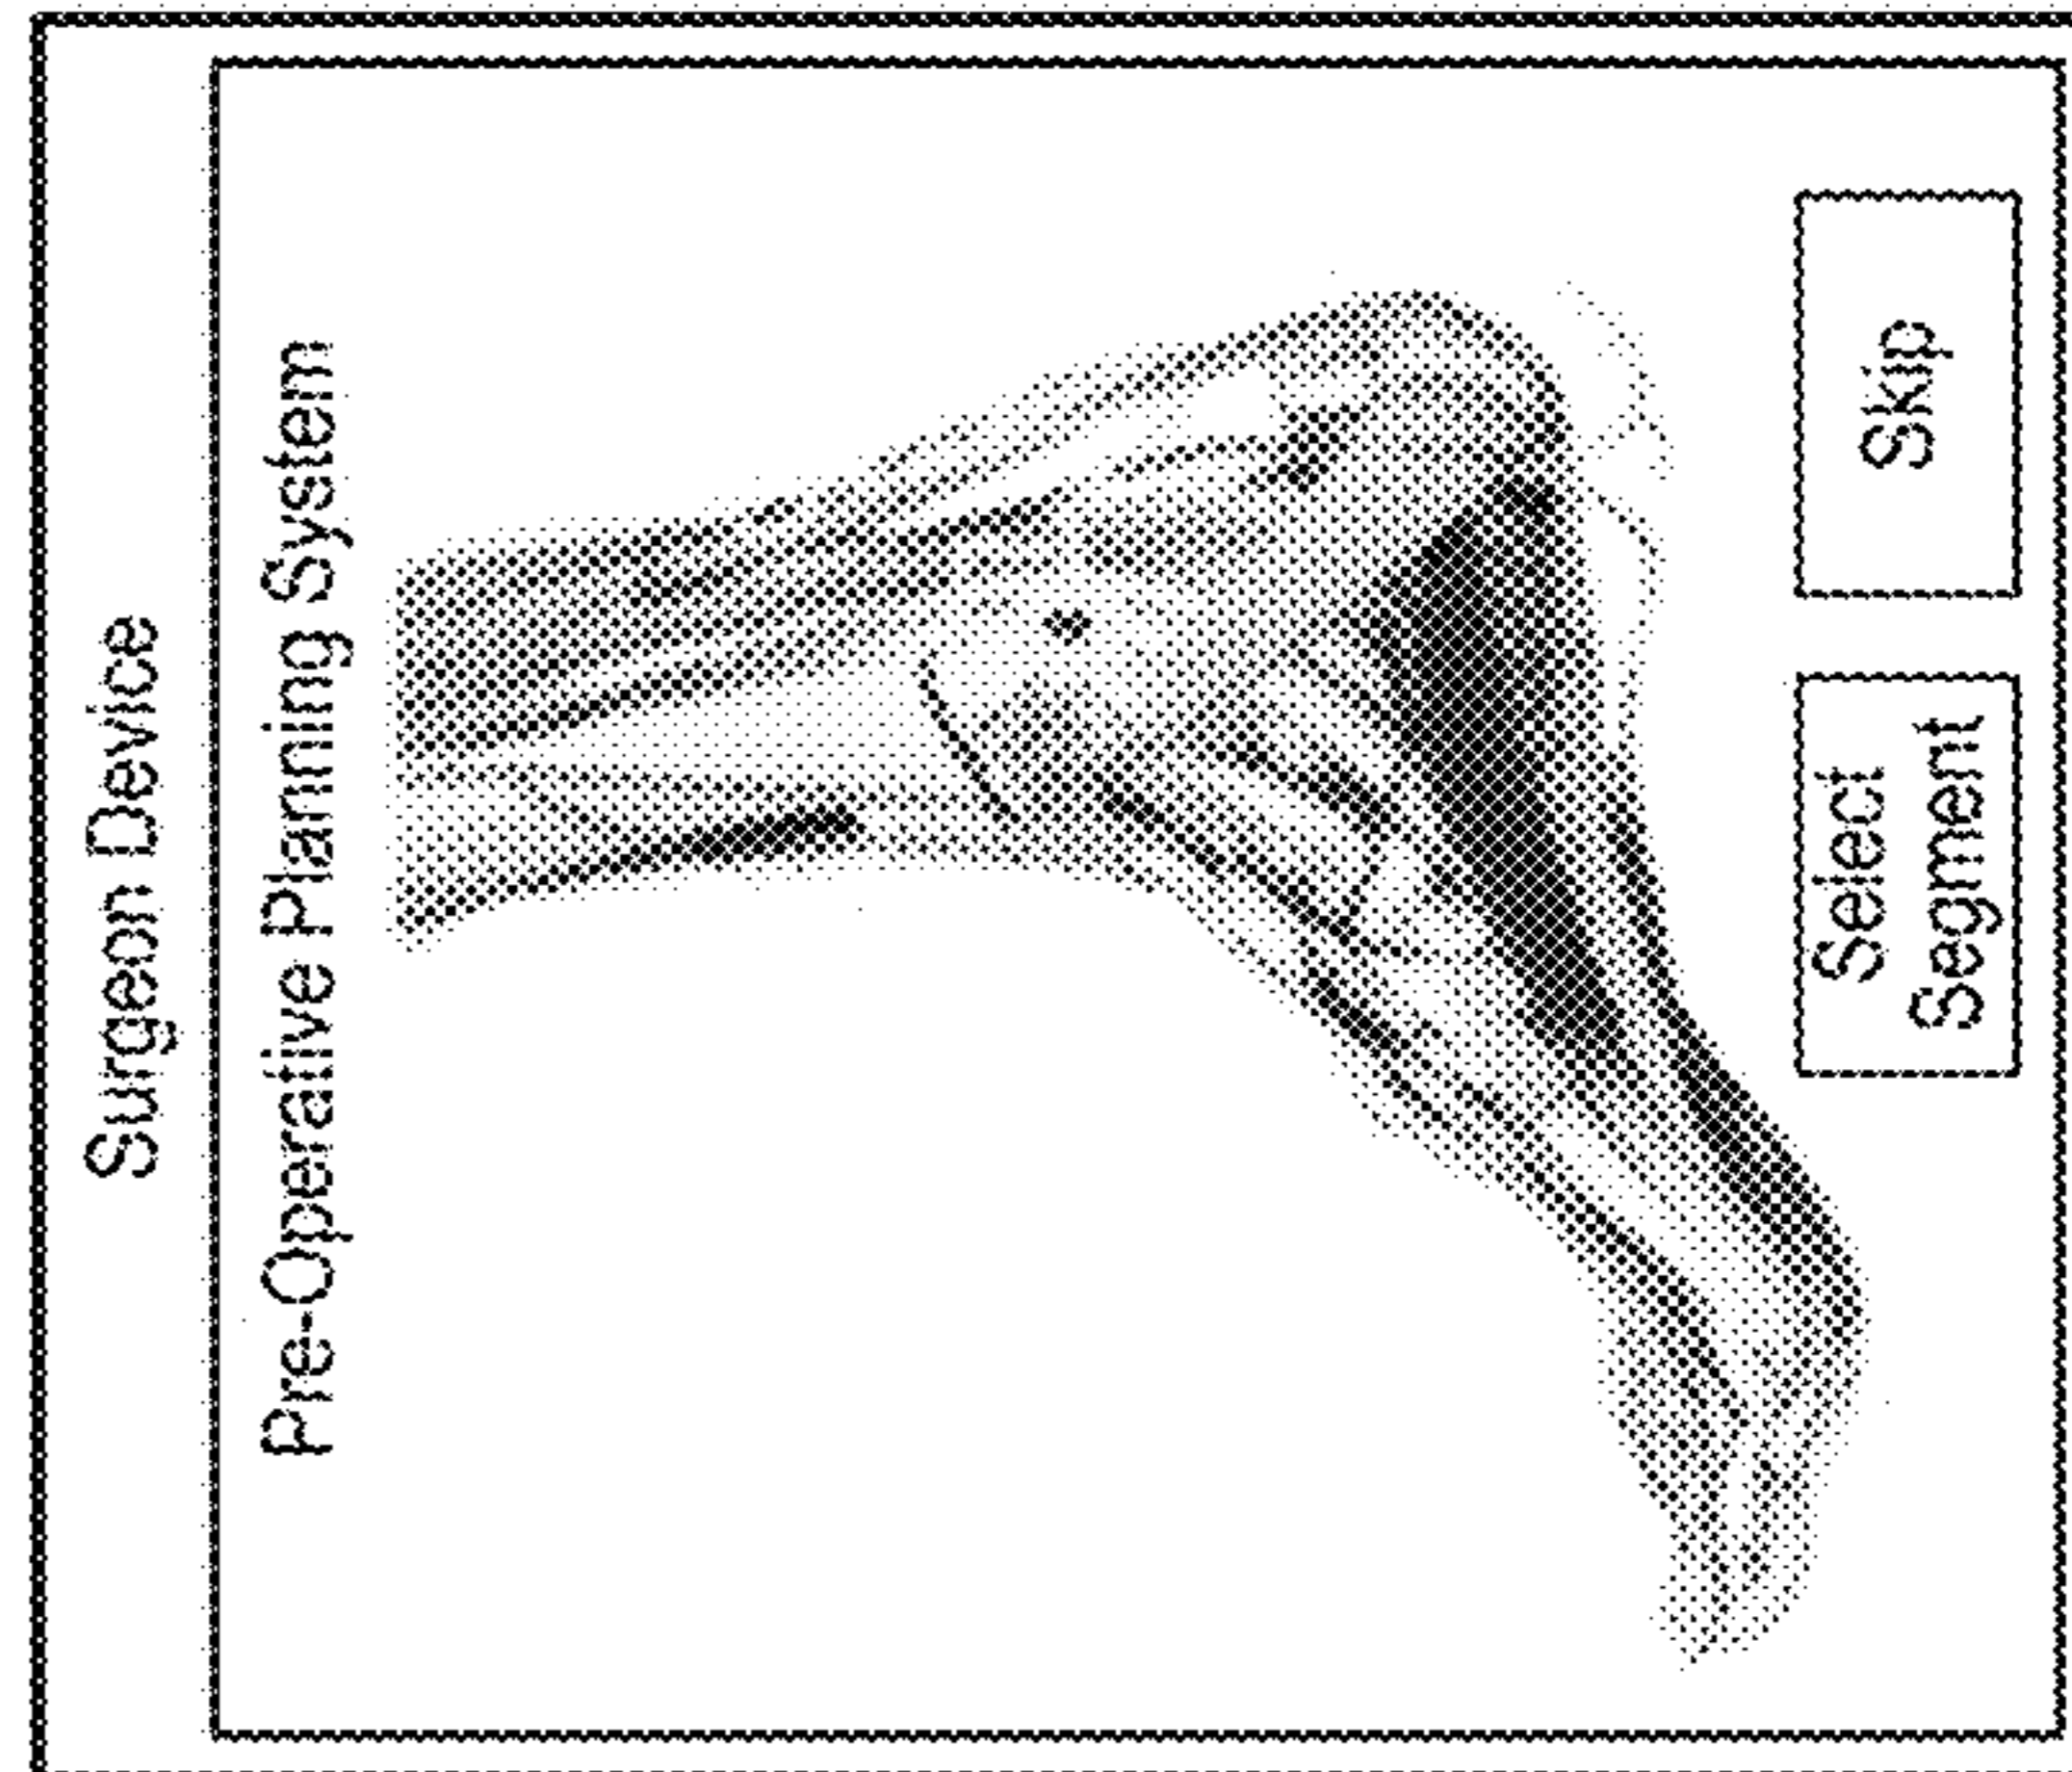 Surgeon Device
Pre-Operative Planning System
Select
Segment
Skip